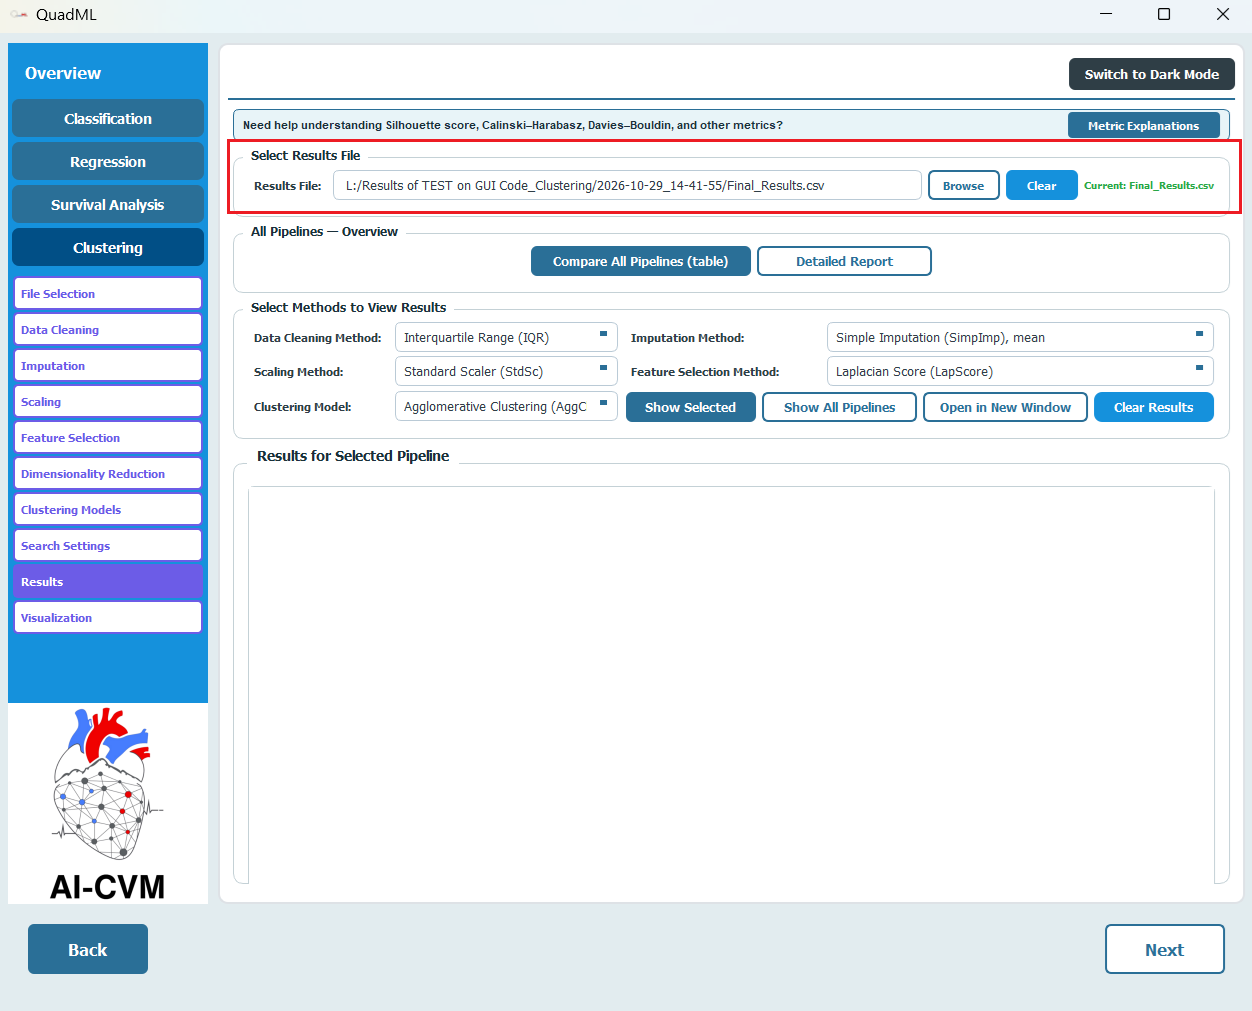 QuadML
Overview
Classification
Regression
Survival Analysis
Clustering
File Selection
Data Cleaning
Imputation
Scaling
Feature Selection
Dimensionality Reduction
Clustering Models
Search Settings
Results
Visualization
AI-CVM
Back
Switch to Dark Mode
Need help understanding Silhouette score, Calinski–Harabasz, Davies–Bouldin, and other metrics? Metric Explanations
Select Results File
Results File: L:/Results of TEST on GUI Code_Clustering/2026-10-29_14-41-55/Final_Results.csv Browse Clear Current: Final_Results.csv
All Pipelines — Overview
Compare All Pipelines (table) Detailed Report
Select Methods to View Results
Data Cleaning Method: Interquartile Range (IQR) Imputation Method: Simple Imputation (SimpImp), mean
Scaling Method: Standard Scaler (StdSc) Feature Selection Method: Laplacian Score (LapScore)
Clustering Model: Agglomerative Clustering (AggC Show Selected Show All Pipelines Open in New Window Clear Results
Results for Selected Pipeline
Next